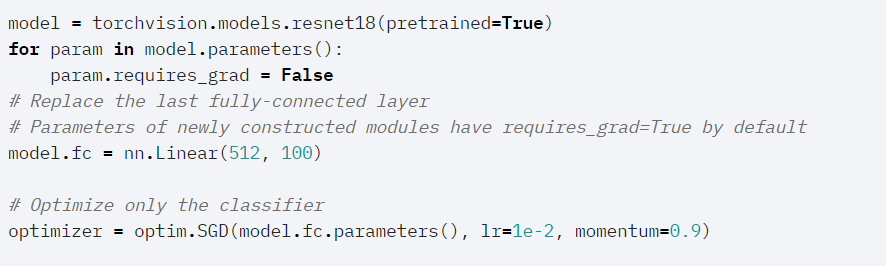 model = torchvision.models.resnet18(pretrained=True)
for param in model.parameters():
    param.requires_grad = False
# Replace the last fully-connected layer
# Parameters of newly constructed modules have requires_grad=True by default
model.fc = nn.Linear(512, 100)

# Optimize only the classifier
optimizer = optim.SGD(model.fc.parameters(), lr=1e-2, momentum=0.9)